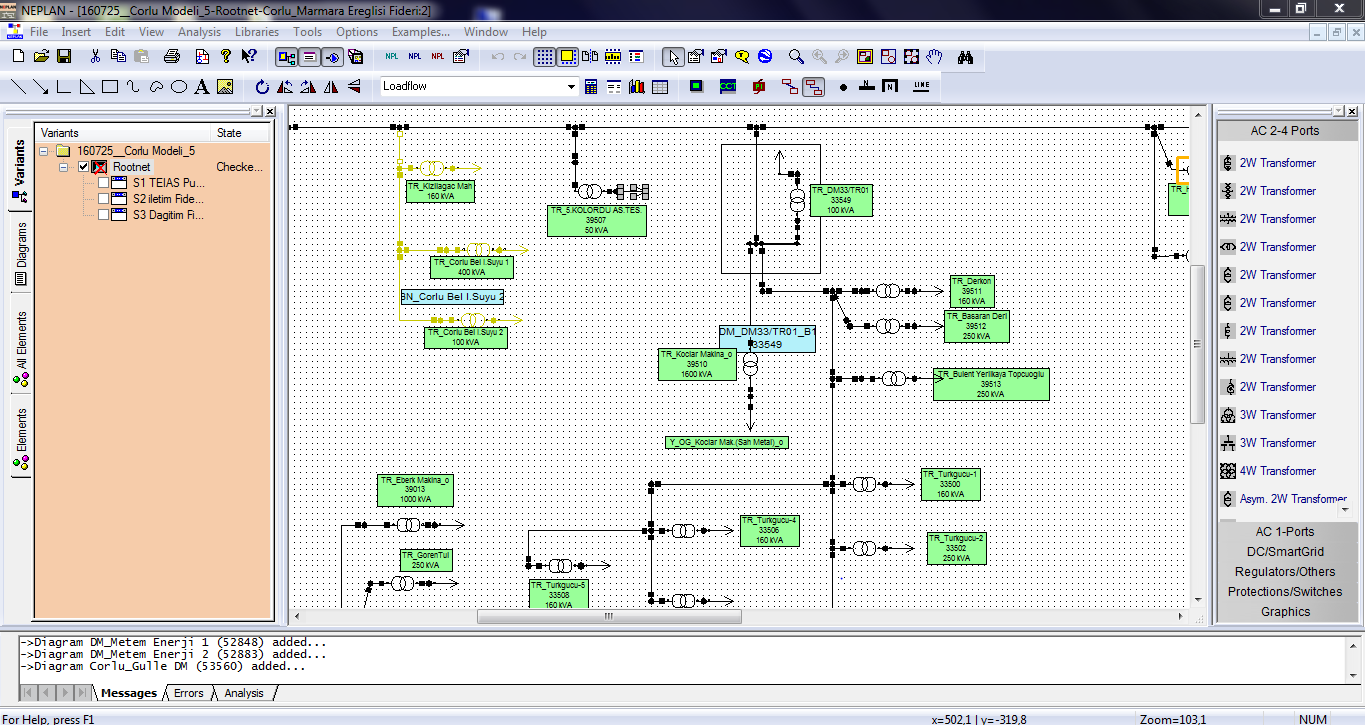 NEPLAN - [160725__Corlu Modeli_5-Rootnet-Corlu_Marmara Ereglisi Fideri:2]
File Insert Edit View Analysis Libraries Tools Options Examples... Window Help
NPL NPL NPL
Loadflow
CCT
N
LINE
Variants State
160725__Corlu Modeli_5
Rootnet Checke...
S1 TEIAS Pu...
S2 iletim Fide...
S3 Dagitim Fi...
Variants
Diagrams
All Elements
Elements
TR_Kizilagac Mah
160 kVA
TR_5.KOLORDU AS.TES.
39507
50 kVA
TR_DM33/TR01
33549
100 kVA
TR_Corlu Bel I.Suyu 1
400 kVA
BN_Corlu Bel I.Suyu 2
TR_Corlu Bel I.Suyu 2
100 kVA
DM_DM33/TR01_B1
33549
TR_Koclar Makina_o
39510
1600 kVA
Y_OG_Koclar Mak.(Sah Metal)_o
TR_Derkon
39511
160 kVA
TR_Basaran Deri
39512
250 kVA
TR_Bulent Yerlikaya Topcuoglu
39513
250 kVA
TR_Eberk Makina_o
39013
1000 kVA
TR_GorenTul
250 kVA
TR_Turkgucu-1
33500
160 kVA
TR_Turkgucu-4
33506
160 kVA
TR_Turkgucu-2
33502
250 kVA
TR_Turkgucu-5
33508
160 kVA
AC 2-4 Ports
2W Transformer
2W Transformer
2W Transformer
2W Transformer
2W Transformer
2W Transformer
2W Transformer
2W Transformer
2W Transformer
3W Transformer
3W Transformer
4W Transformer
Asym. 2W Transformer
AC 1-Ports
DC/SmartGrid
Regulators/Others
Protections/Switches
Graphics
->Diagram DM_Metem Enerji 1 (52848) added...
->Diagram DM_Metem Enerji 2 (52883) added...
->Diagram Corlu_Gulle DM (53560) added...
Messages Errors Analysis
For Help, press F1 x=502,1 | y=-319,8 Zoom=103,1 NUM